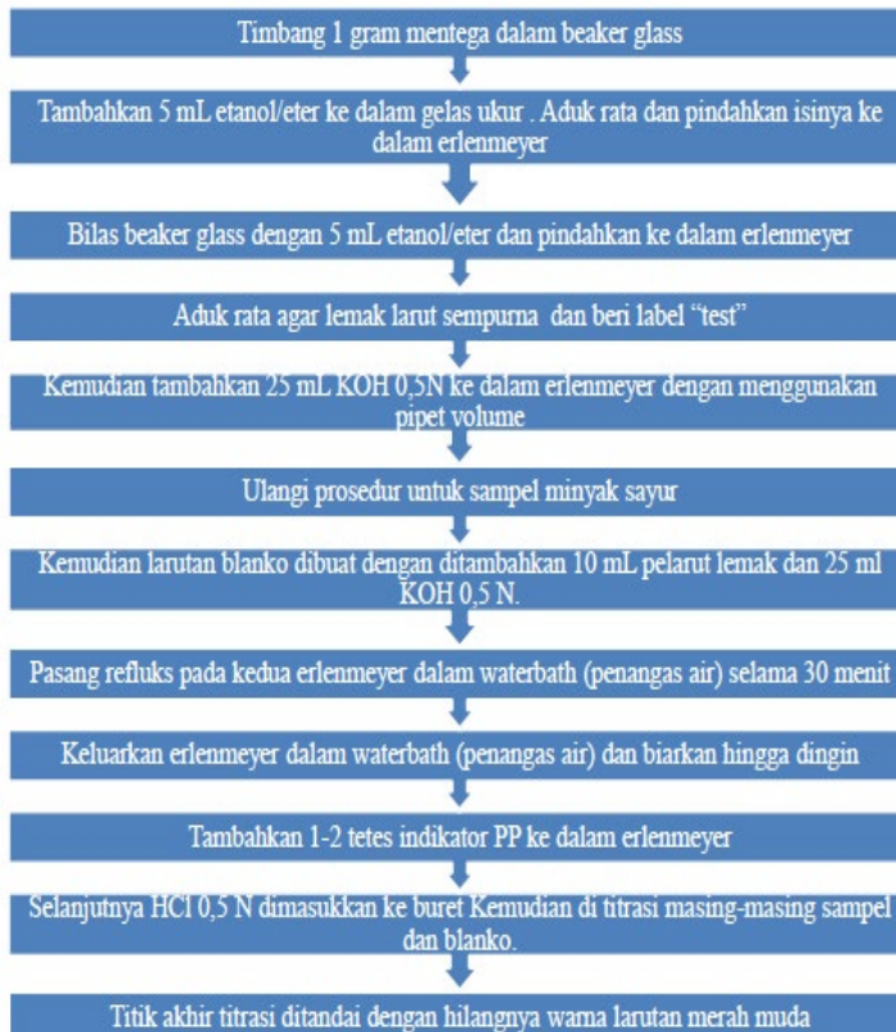 Timbang 1 gram mentega dalam beaker glass
Tambahkan 5 mL etanol/eter ke dalam gelas ukur . Aduk rata dan pindahkan isinya ke
dalam erlenmeyer
Bilas beaker glass dengan 5 mL etanol/eter dan pindahkan ke dalam erlenmeyer
Aduk rata agar lemak larut sempurna dan beri label “test”
Kemudian tambahkan 25 mL KOH 0,5N ke dalam erlenmeyer dengan menggunakan
pipet volume
Ulangi prosedur untuk sampel minyak sayur
Kemudian larutan blanko dibuat dengan ditambahkan 10 mL pelarut lemak dan 25 ml
KOH 0,5 N.
Pasang refluks pada kedua erlenmeyer dalam waterbath (penangas air) selama 30 menit
Keluarkan erlenmeyer dalam waterbath (penangas air) dan biarkan hingga dingin
Tambahkan 1-2 tetes indikator PP ke dalam erlenmeyer
Selanjutnya HCl 0,5 N dimasukkan ke buret Kemudian di titrasi masing-masing sampel
dan blanko.
Titik akhir titrasi ditandai dengan hilangnya warna larutan merah muda